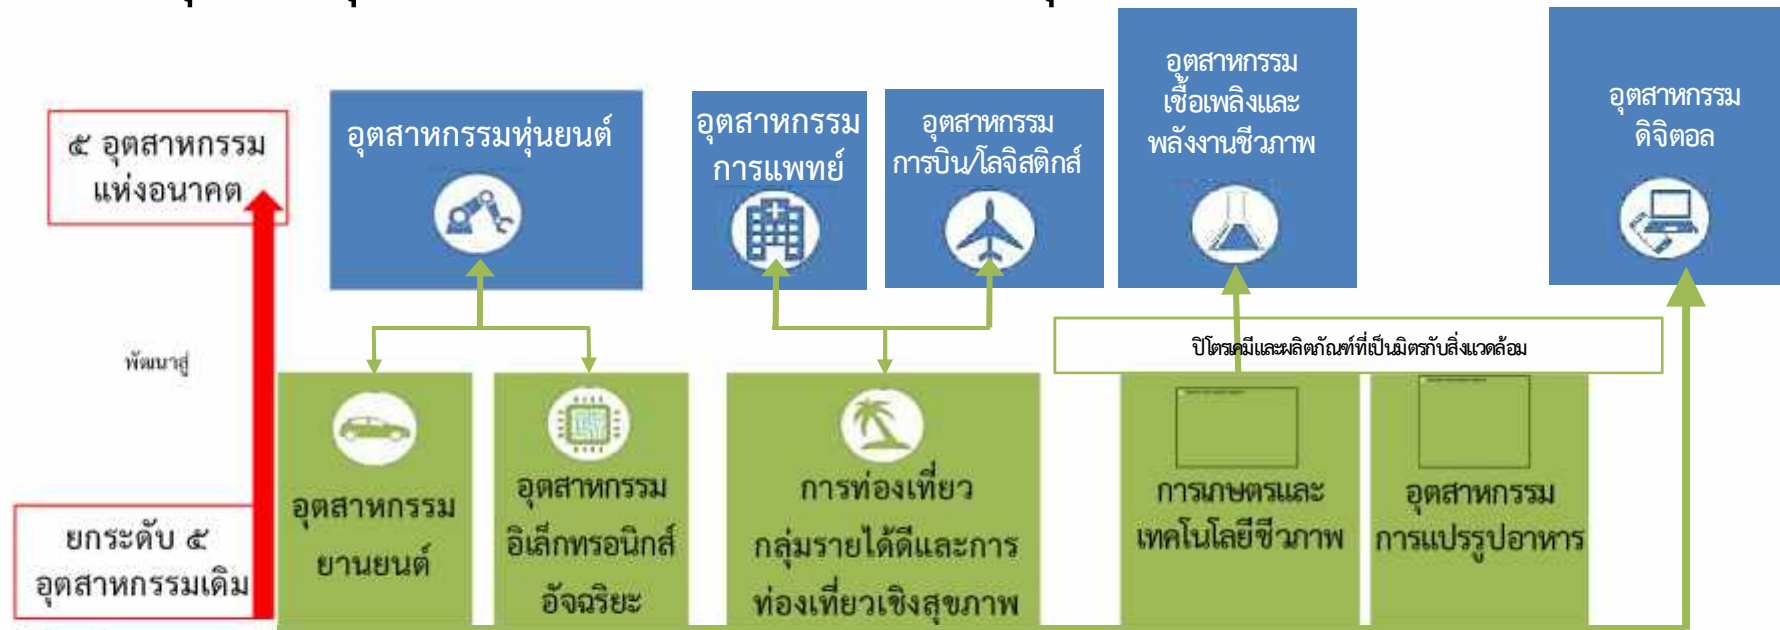 ๕ อุตสาหกรรม
แห่งอนาคต
อุตสาหกรรมหุ่นยนต์
อุตสาหกรรม
การแพทย์
อุตสาหกรรม
การบิน/โลจิสติกส์
อุตสาหกรรม
เชื้อเพลิงและ
พลังงานชีวภาพ
อุตสาหกรรม
ดิจิตอล
พัฒนาสู่
ปิโตรเคมีและผลิตภัณฑ์ที่เป็นมิตรกับสิ่งแวดล้อม
ยกระดับ ๕
อุตสาหกรรมเดิม
อุตสาหกรรม
ยานยนต์
อุตสาหกรรม
อิเล็กทรอนิกส์
อัจฉริยะ
การท่องเที่ยว
กลุ่มรายได้ดีและการ
ท่องเที่ยวเชิงสุขภาพ
การเกษตรและ
เทคโนโลยีชีวภาพ
อุตสาหกรรม
การแปรรูปอาหาร